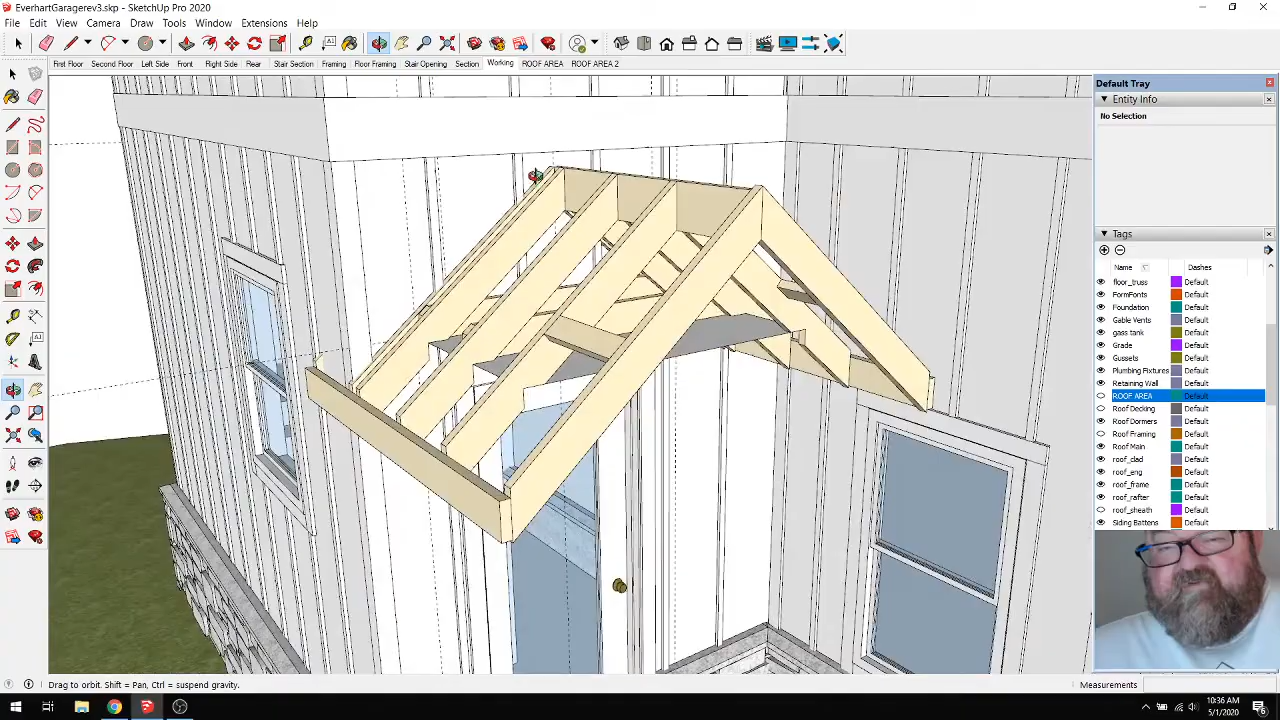 EverhartGaragerev3.skp - SketchUp Pro 2020
File Edit View Camera Draw Tools Window Extensions Help
First Floor Second Floor Left Side Front Right Side Rear Stair Section Framing Floor Framing Stair Opening Section Working ROOF AREA ROOF AREA 2
Default Tray
Entity Info
No Selection
Tags
Name Dashes
floor_truss Default
FormFonts Default
Foundation Default
Gable Vents Default
gass tank Default
Grade Default
Gussets Default
Plumbing Fixtures Default
Retaining Wall Default
ROOF AREA Default
Roof Decking Default
Roof Dormers Default
Roof Framing Default
Roof Main Default
roof_clad Default
roof_eng Default
roof_frame Default
roof_rafter Default
roof_sheath Default
Siding Battens Default
Drag to orbit. Shift = Pan, Ctrl = suspend gravity.
Measurements
10:36 AM
5/1/2020